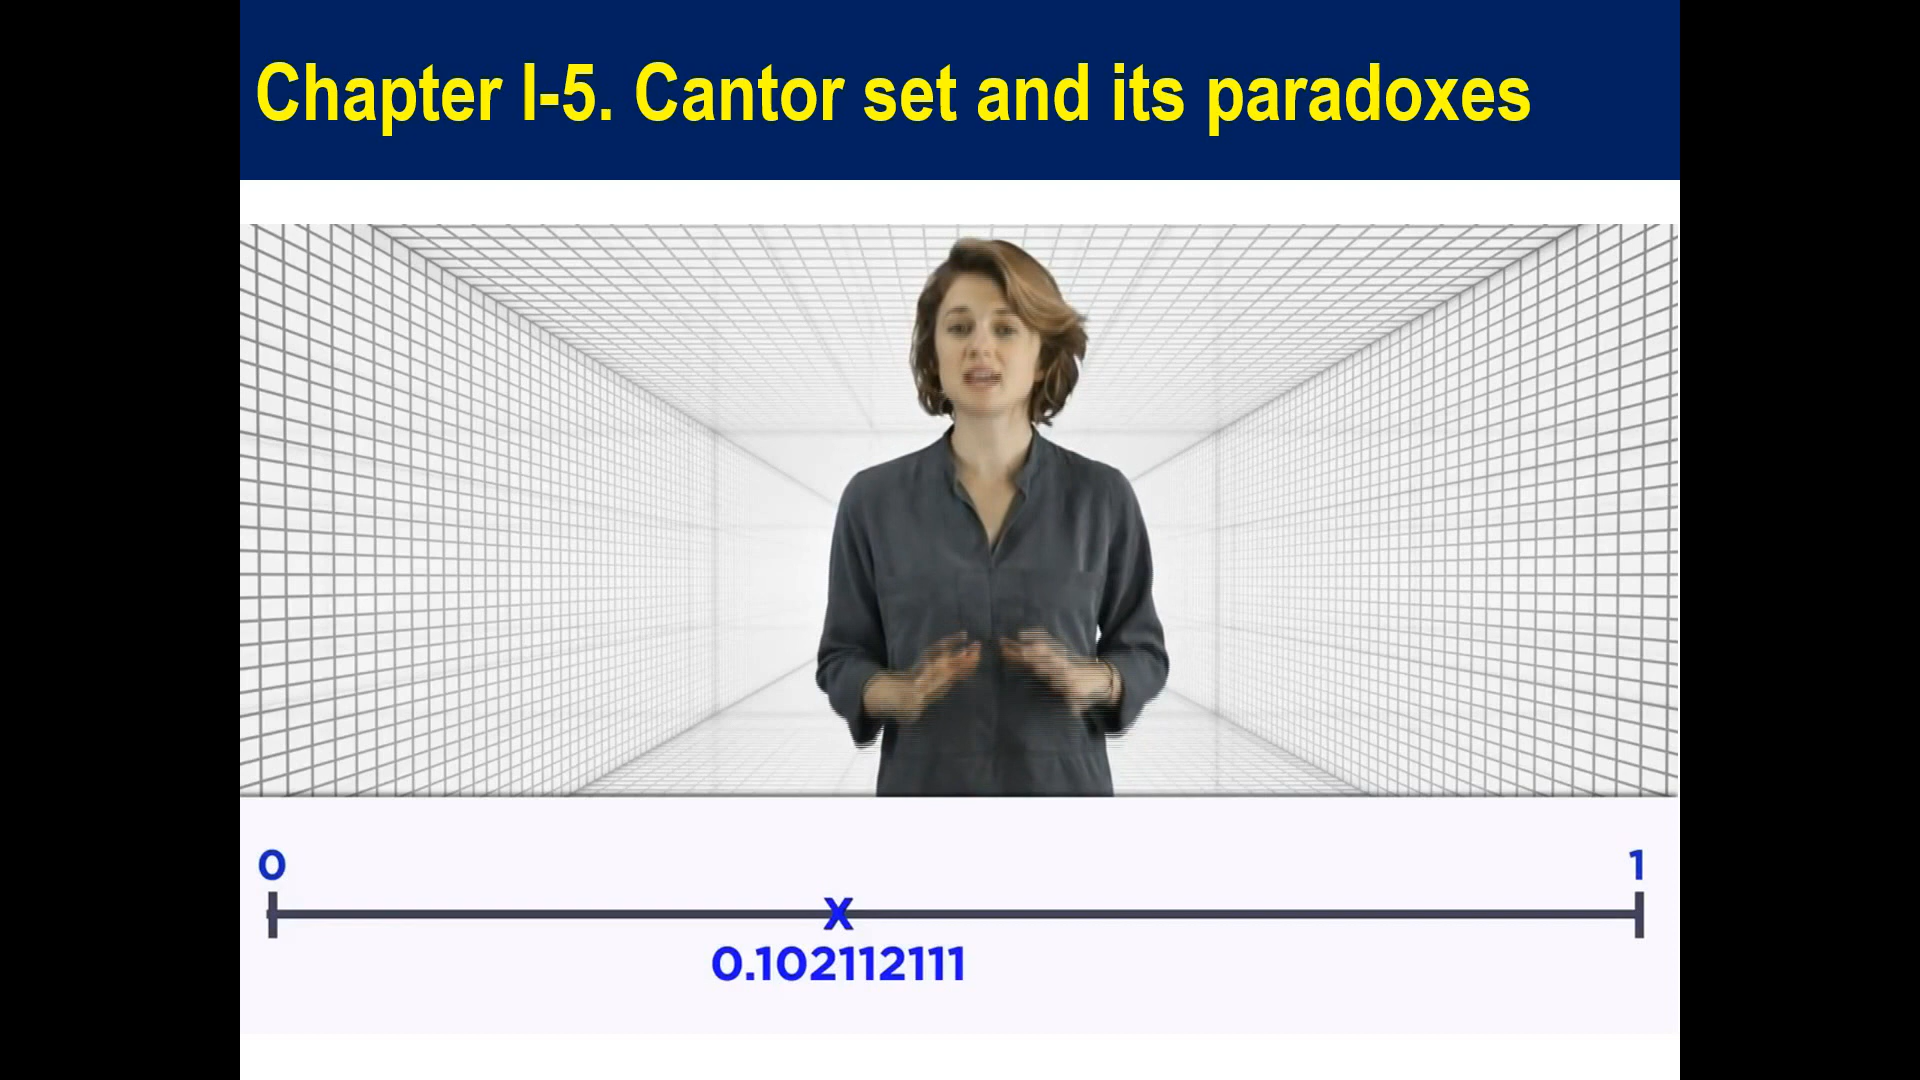 Chapter I-5. Cantor set and its paradoxes
0 1
x
0.102112111